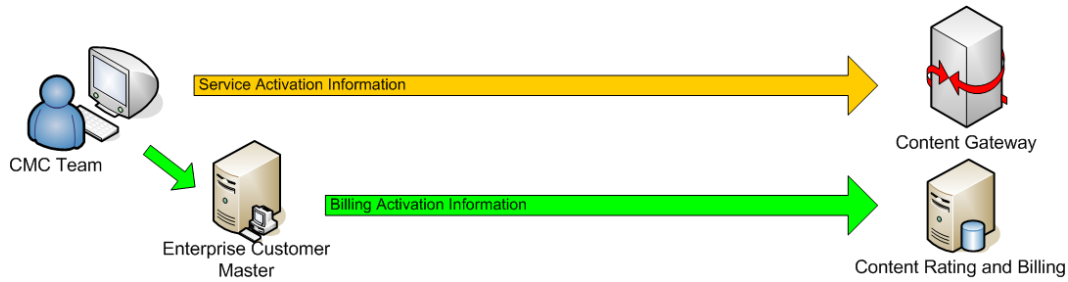 Service Activation Information
Content Gateway
CMC Team
Billing Activation Information
Enterprise Customer
Master
Content Rating and Billing